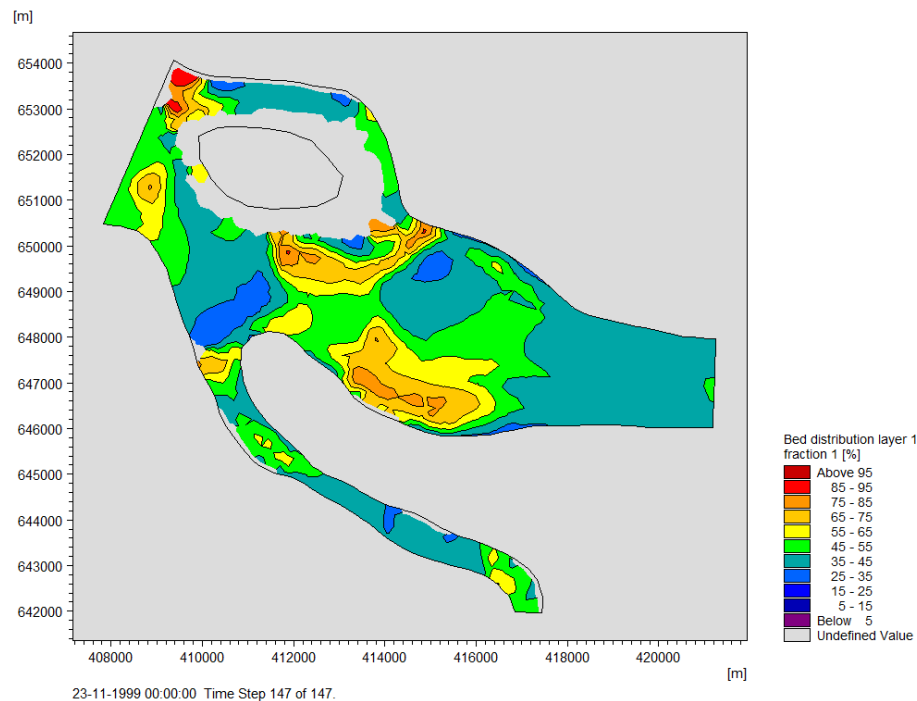 [m]
654000
653000
652000
651000
650000
649000
648000
647000
646000
645000
644000
643000
642000
408000 410000 412000 414000 416000 418000 420000
[m]
Bed distribution layer 1
fraction 1 [%]
Above 95
85 - 95
75 - 85
65 - 75
55 - 65
45 - 55
35 - 45
25 - 35
15 - 25
5 - 15
Below 5
Undefined Value
23-11-1999 00:00:00 Time Step 147 of 147.